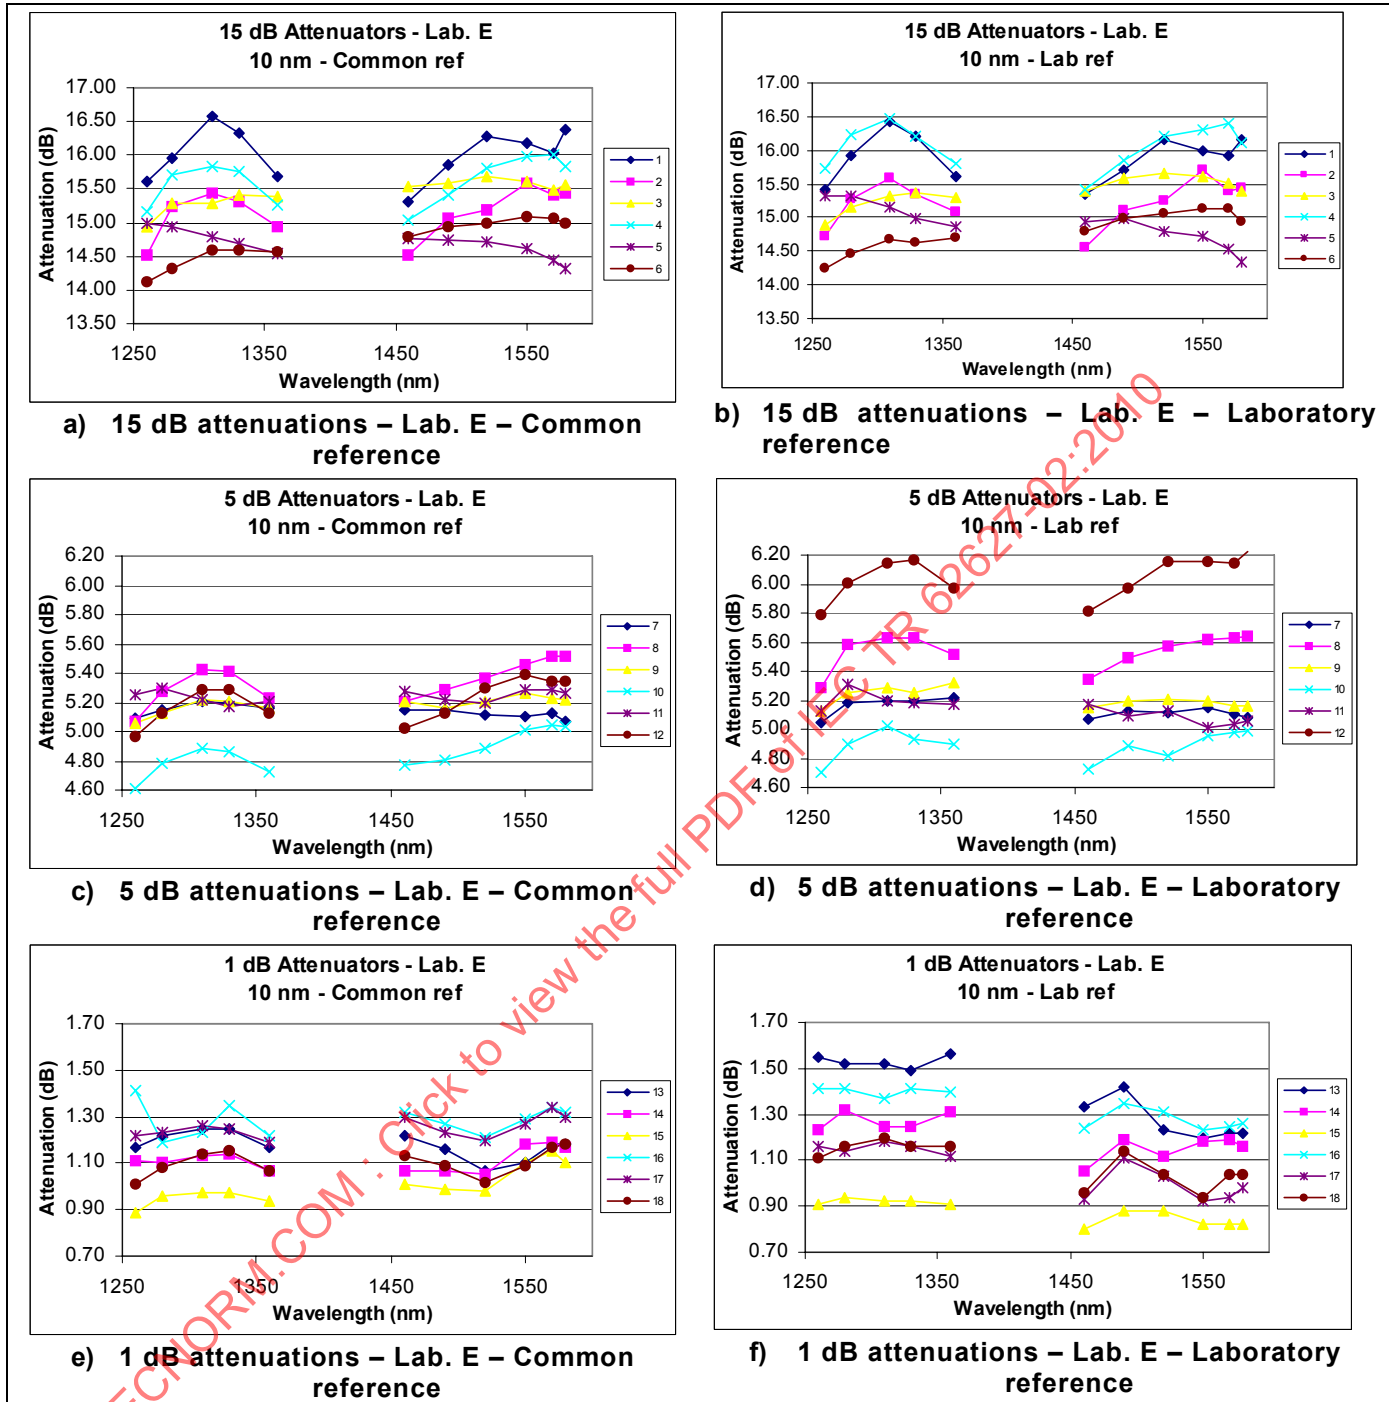 15 dB Attenuators - Lab. E
10 nm - Common ref
Attenuation (dB)
17.00
16.50
16.00
15.50
15.00
14.50
14.00
13.50
1250
1350
1450
1550
Wavelength (nm)
1
2
3
4
5
6
a) 15 dB attenuations – Lab. E – Common
reference
15 dB Attenuators - Lab. E
10 nm - Lab ref
Attenuation (dB)
17.00
16.50
16.00
15.50
15.00
14.50
14.00
13.50
1250
1350
1450
1550
Wavelength (nm)
1
2
3
4
5
6
b) 15 dB attenuations – Lab. E – Laboratory
reference
5 dB Attenuators - Lab. E
10 nm - Common ref
Attenuation (dB)
6.20
6.00
5.80
5.60
5.40
5.20
5.00
4.80
4.60
1250
1350
1450
1550
Wavelength (nm)
7
8
9
10
11
12
c) 5 dB attenuations – Lab. E – Common
reference
5 dB Attenuators - Lab. E
10 nm - Lab ref
Attenuation (dB)
6.20
6.00
5.80
5.60
5.40
5.20
5.00
4.80
4.60
1250
1350
1450
1550
Wavelength (nm)
7
8
9
10
11
12
d) 5 dB attenuations – Lab. E – Laboratory
reference
1 dB Attenuators - Lab. E
10 nm - Common ref
Attenuation (dB)
1.70
1.50
1.30
1.10
0.90
0.70
1250
1350
1450
1550
Wavelength (nm)
13
14
15
16
17
18
e) 1 dB attenuations – Lab. E – Common
reference
1 dB Attenuators - Lab. E
10 nm - Lab ref
Attenuation (dB)
1.70
1.50
1.30
1.10
0.90
0.70
1250
1350
1450
1550
Wavelength (nm)
13
14
15
16
17
18
f) 1 dB attenuations – Lab. E – Laboratory
reference
ECNORM.COM : Click to view the full PDF of IEC TR 62627-02:2010